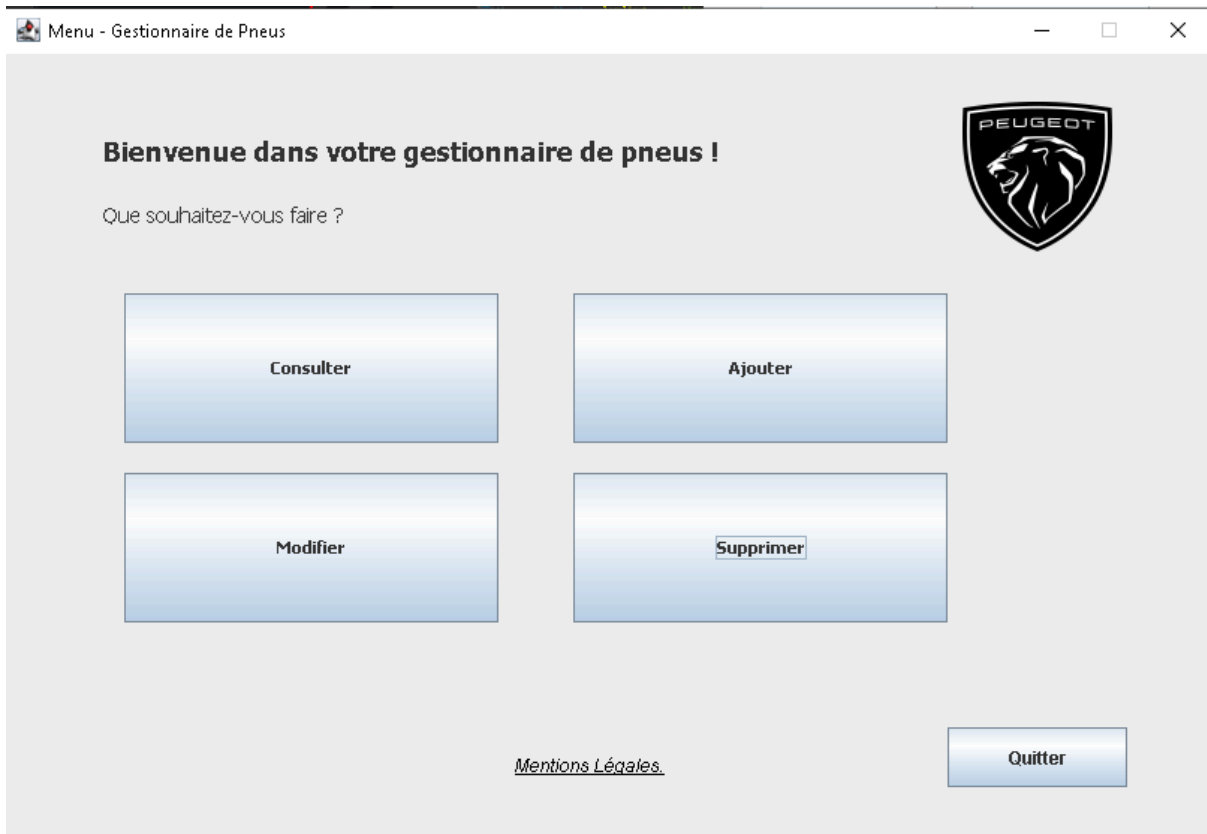 Menu - Gestionnaire de Pneus
PEUGEOT
Bienvenue dans votre gestionnaire de pneus !
Que souhaitez-vous faire ?
Consulter
Ajouter
Modifier
Supprimer
Mentions Légales.
Quitter